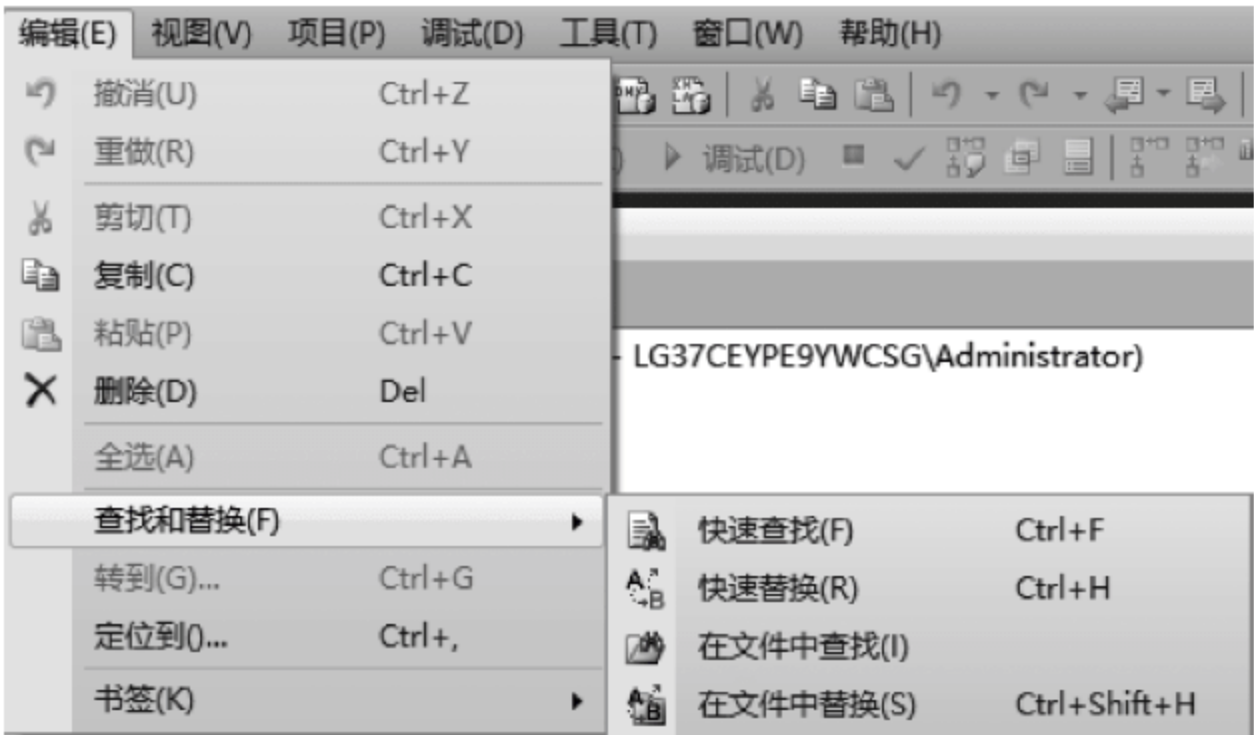 编辑(E) 视图(V) 项目(P) 调试(D) 工具(T) 窗口(W) 帮助(H)
撤消(U) Ctrl+Z
重做(R) Ctrl+Y
调试(D)
剪切(T) Ctrl+X
复制(C) Ctrl+C
粘贴(P) Ctrl+V
LG37CEYPE9YWCSG\Administrator)
删除(D) Del
全选(A) Ctrl+A
查找和替换(F)
快速查找(F) Ctrl+F
转到(G)... Ctrl+G
快速替换(R) Ctrl+H
定位到()... Ctrl+,
在文件中查找(I)
书签(K)
在文件中替换(S) Ctrl+Shift+H